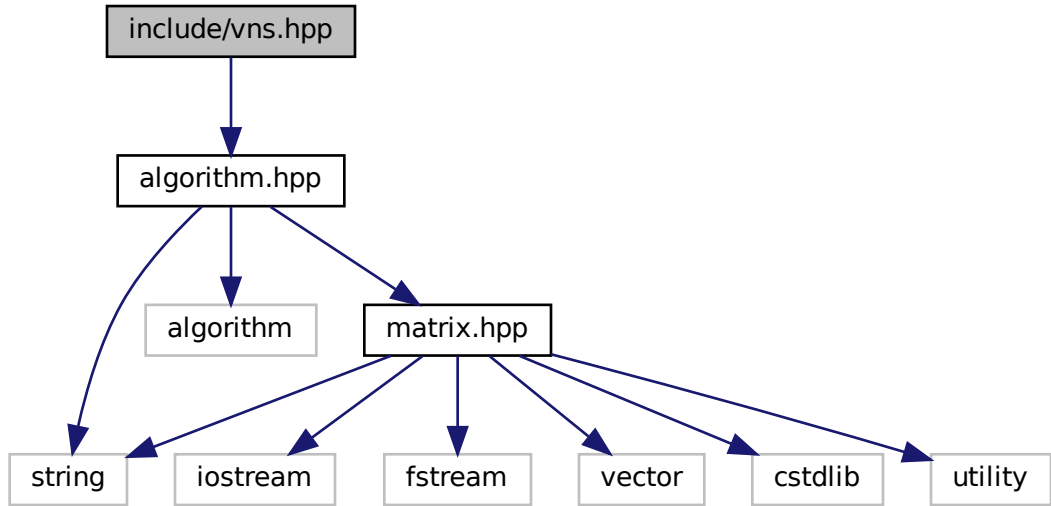 include/vns.hpp
algorithm.hpp
algorithm
matrix.hpp
string
iostream
fstream
vector
cstdlib
utility